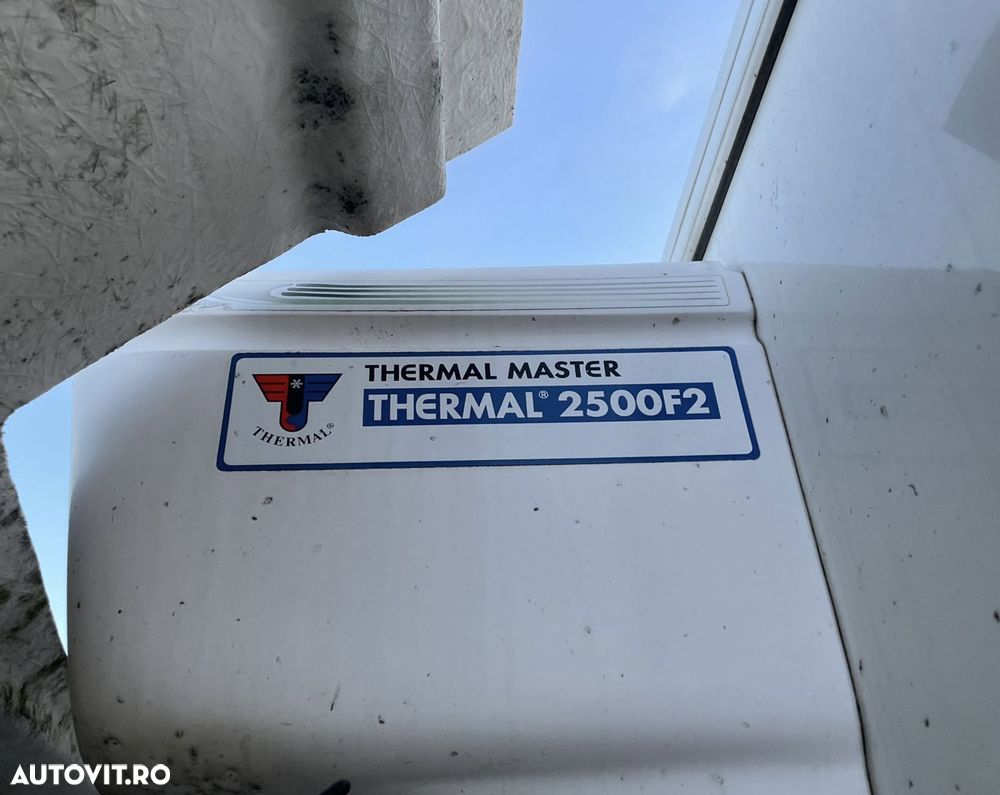 THERMAL MASTER
THERMAL® 2500F2
THERMAL®
AUTOVIT.RO